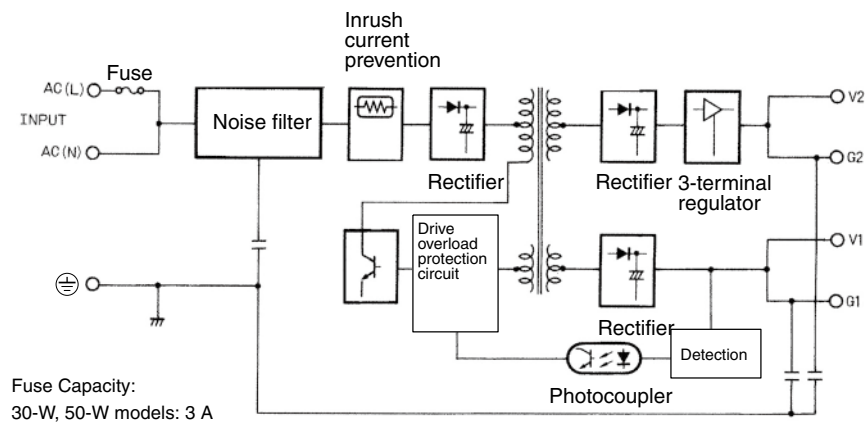 Inrush
current
prevention
Fuse
AC(L)
INPUT
AC(N)
Noise filter
Rectifier
Rectifier
3-terminal
regulator
V2
G2
Drive
overload
protection
circuit
V1
G1
Rectifier
Detection
Photocoupler
Fuse Capacity:
30-W, 50-W models: 3 A